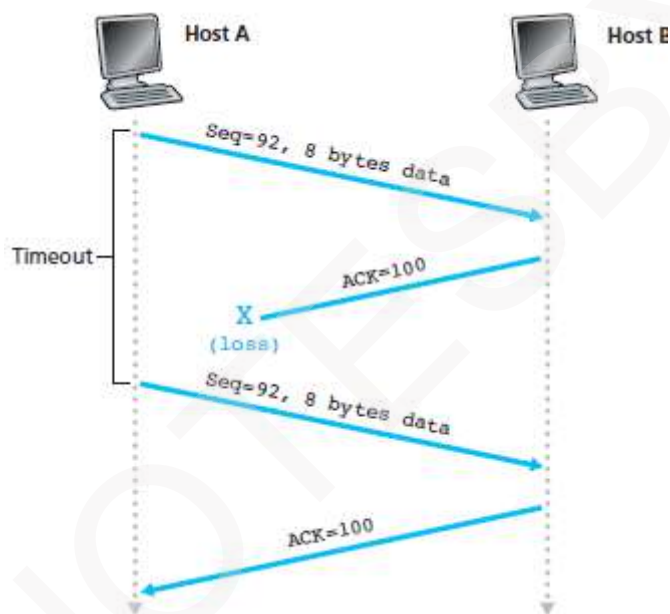 Host A
Host B
Seq=92, 8 bytes data
Timeout
ACK=100
X
(loss)
Seq=92, 8 bytes data
ACK=100